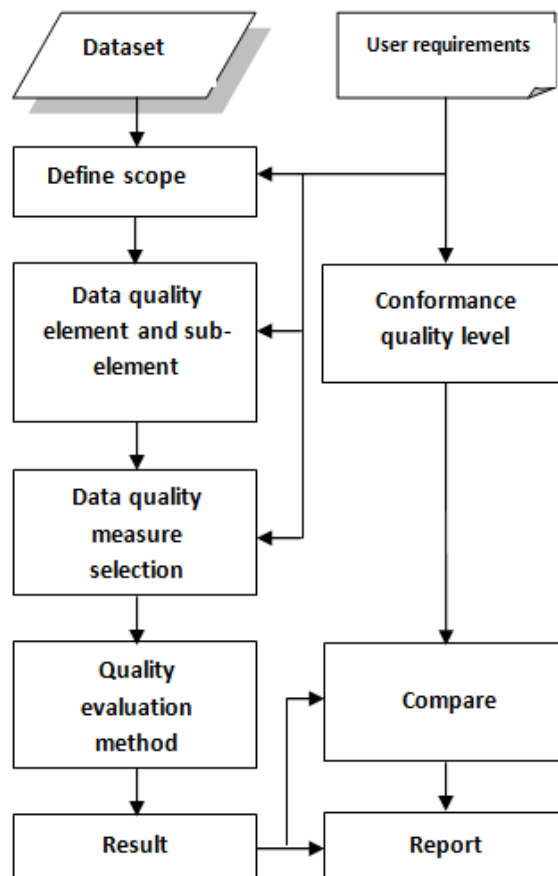 Dataset
User requirements
Define scope
Data quality
element and sub-
element
Conformance
quality level
Data quality
measure
selection
Quality
evaluation
method
Compare
Result
Report